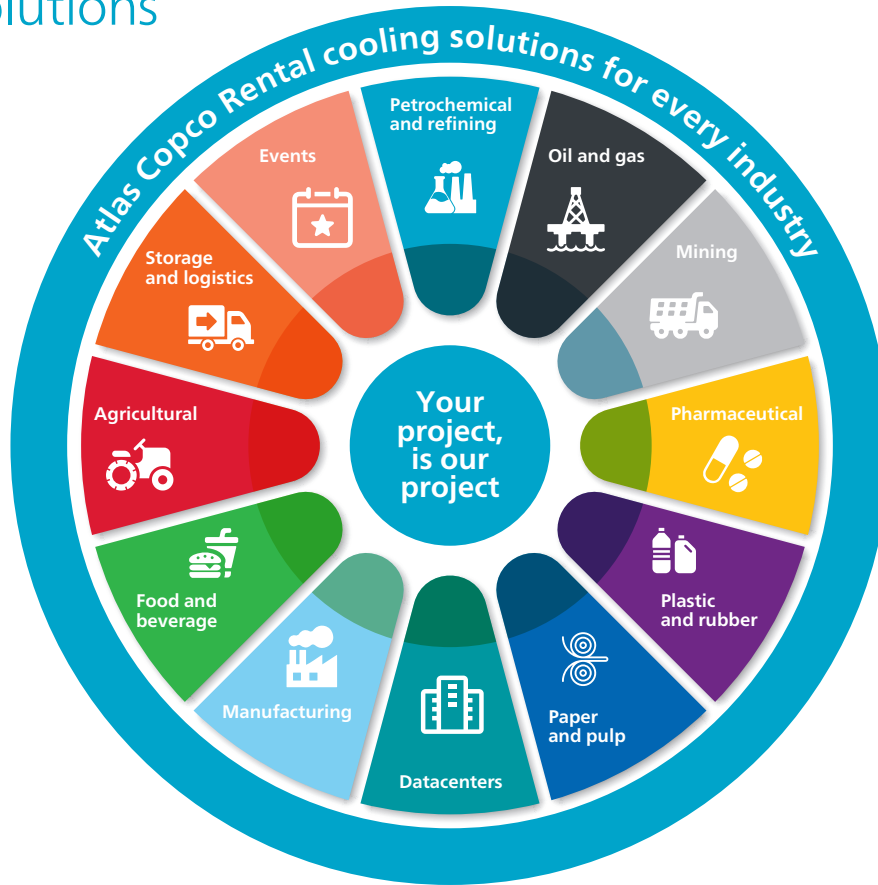 Atlas Copco Rental cooling solutions for every industry
Petrochemical
and refining
Oil and gas
Mining
Pharmaceutical
Plastic
and rubber
Paper
and pulp
Datacenters
Manufacturing
Food and
beverage
Agricultural
Storage
and logistics
Events
Your
project,
is our
project